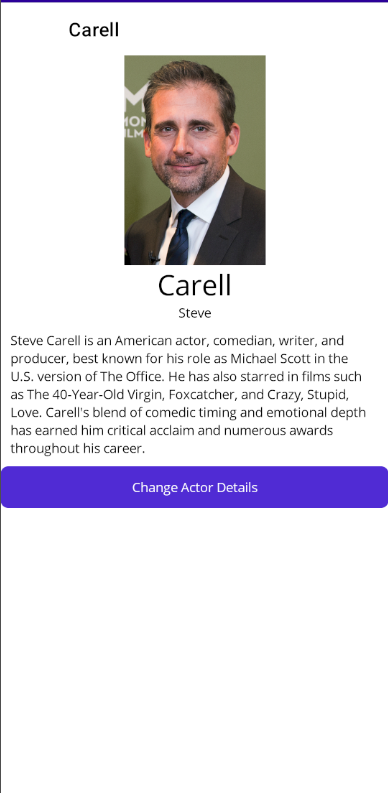 Carell
M
MON
FILM
Carell
Steve
Steve Carell is an American actor, comedian, writer, and
producer, best known for his role as Michael Scott in the
U.S. version of The Office. He has also starred in films such
as The 40-Year-Old Virgin, Foxcatcher, and Crazy, Stupid,
Love. Carell's blend of comedic timing and emotional depth
has earned him critical acclaim and numerous awards
throughout his career.
Change Actor Details